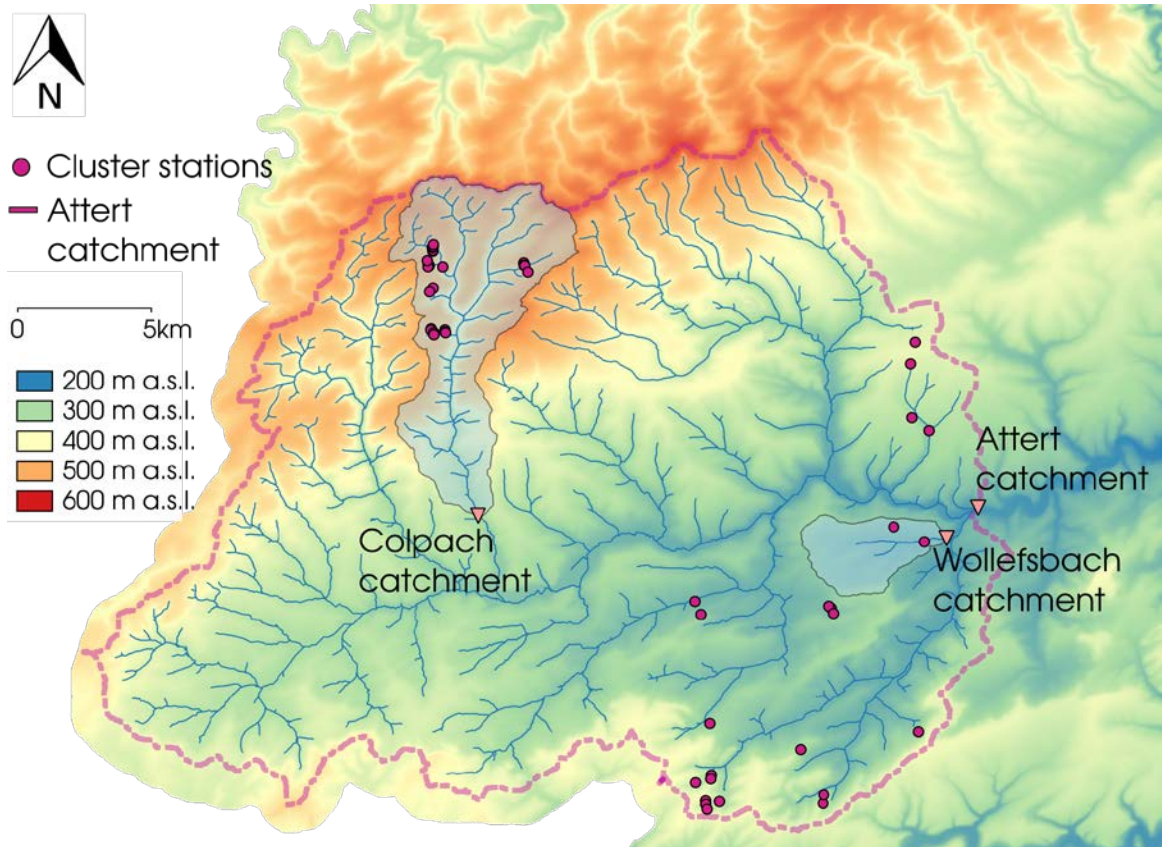 N
Cluster stations
Attert
catchment
0 5km
200 m a.s.l.
300 m a.s.l.
400 m a.s.l.
500 m a.s.l.
600 m a.s.l.
Attert
catchment
Colpach
catchment
Wollefsbach
catchment